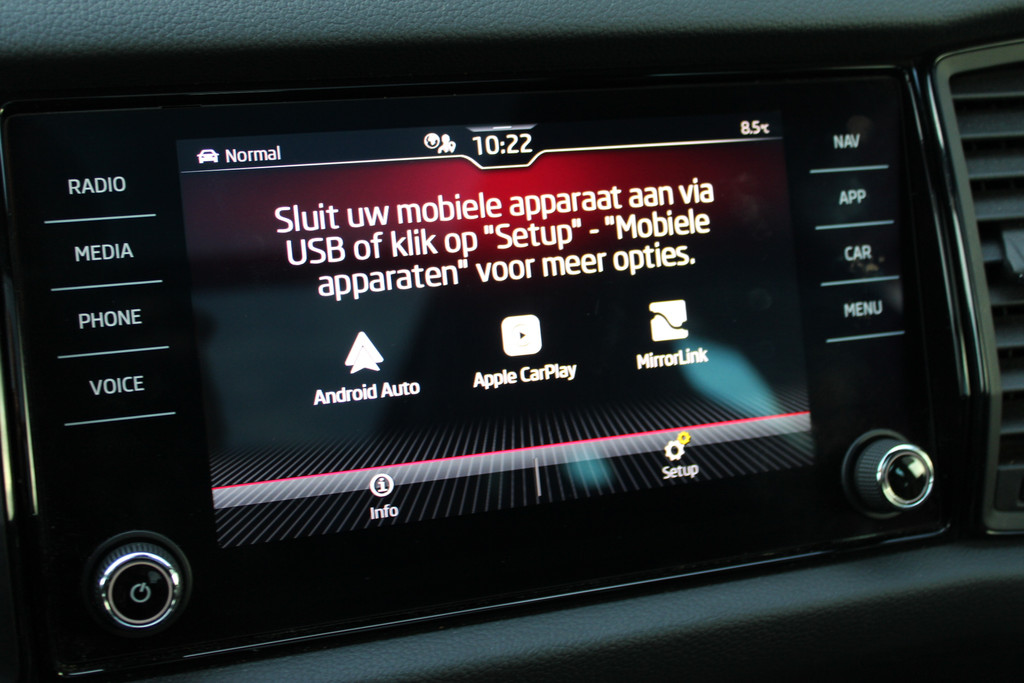 Normal
10:22
8.5°C
RADIO
MEDIA
PHONE
VOICE
Sluit uw mobiele apparaat aan via
USB of klik op "Setup" - "Mobiele
apparaten" voor meer opties.
Android Auto
Apple CarPlay
MirrorLink
Info
Setup
NAV
APP
CAR
MENU